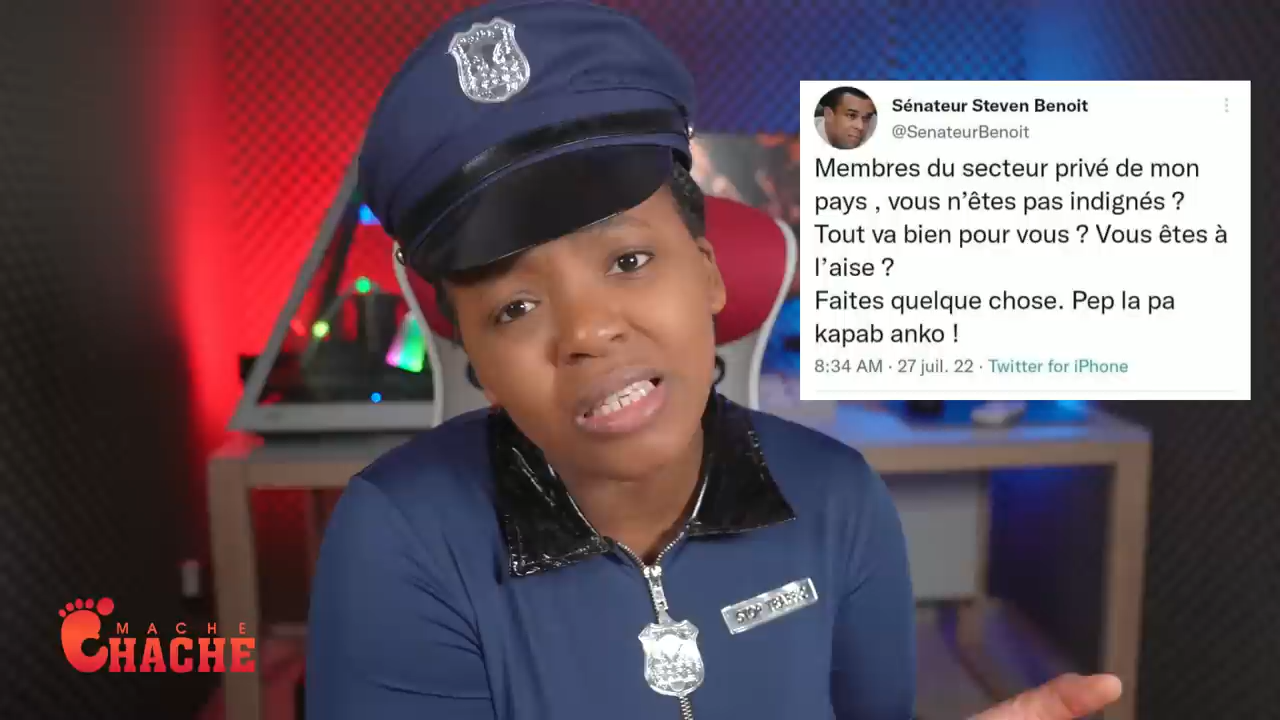 Sénateur Steven Benoit
@SenateurBenoit
Membres du secteur privé de mon
pays , vous n’êtes pas indignés ?
Tout va bien pour vous ? Vous êtes à
l’aise ?
Faites quelque chose. Pep la pa
kapab anko !
8:34 AM · 27 juil. 22 · Twitter for iPhone
STOP
MACHE
CHACHE